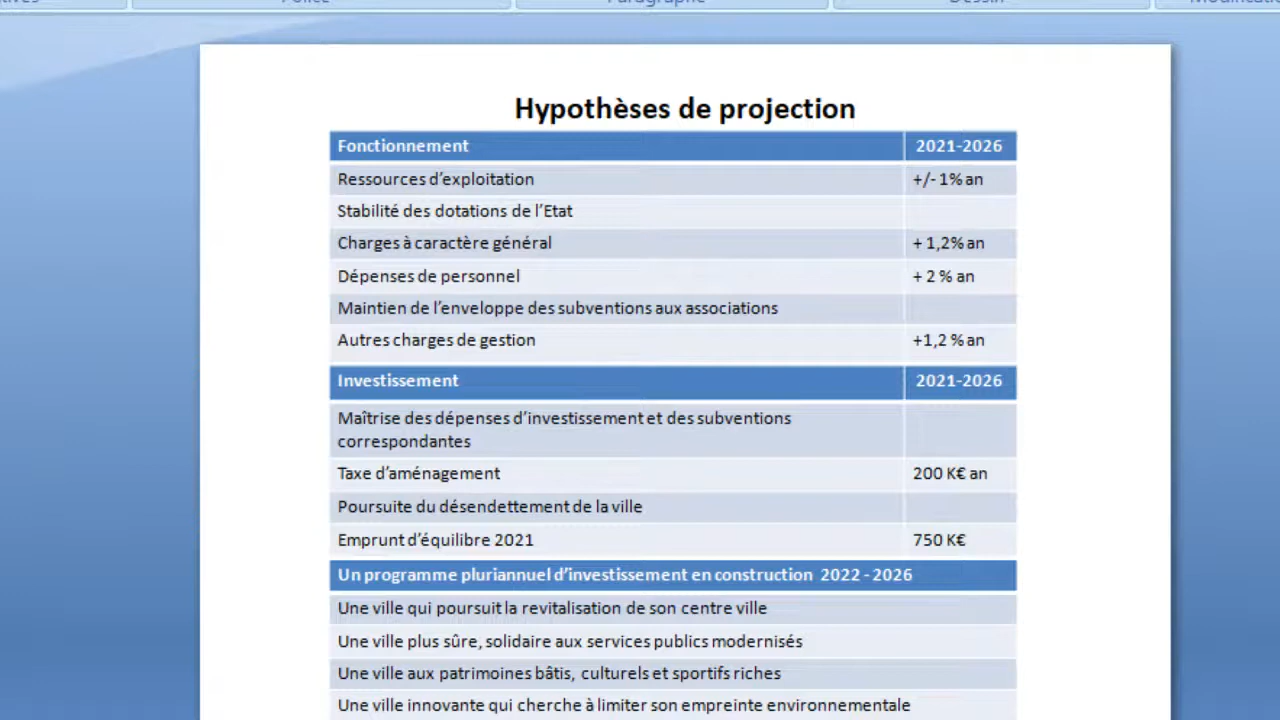 Police
Paragraphe
Dessin
Hypothèses de projection
Fonctionnement 2021-2026
Ressources d'exploitation +/- 1% an
Stabilité des dotations de l'Etat
Charges à caractère général + 1,2% an
Dépenses de personnel + 2 % an
Maintien de l'enveloppe des subventions aux associations
Autres charges de gestion +1,2 % an
Investissement 2021-2026
Maîtrise des dépenses d'investissement et des subventions
correspondantes
Taxe d'aménagement 200 K€ an
Poursuite du désendettement de la ville
Emprunt d'équilibre 2021 750 K€
Un programme pluriannuel d'investissement en construction 2022 - 2026
Une ville qui poursuit la revitalisation de son centre ville
Une ville plus sûre, solidaire aux services publics modernisés
Une ville aux patrimoines bâtis, culturels et sportifs riches
Une ville innovante qui cherche à limiter son empreinte environnementale